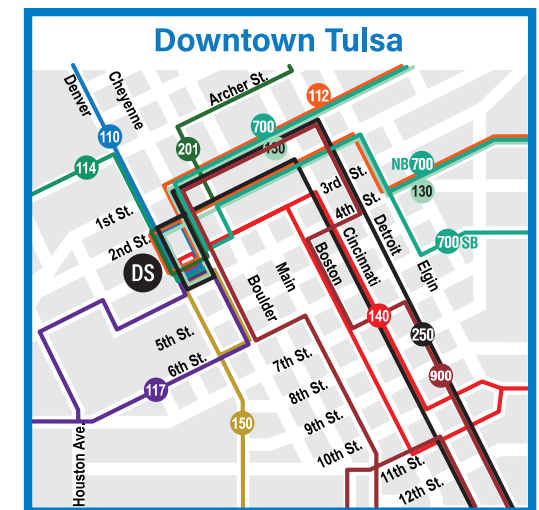 Downtown Tulsa
Denver
Cheyenne
Archer St.
112
110
700
201
130
114
3rd St.
NB 700
130
1st St.
4th St.
2nd St.
Detroit
700 SB
DS
Cincinnati
Boston
Elgin
Main
Boulder
140
250
5th St.
6th St.
7th St.
900
117
8th St.
150
9th St.
10th St.
Houston Ave.
11th St.
12th St.